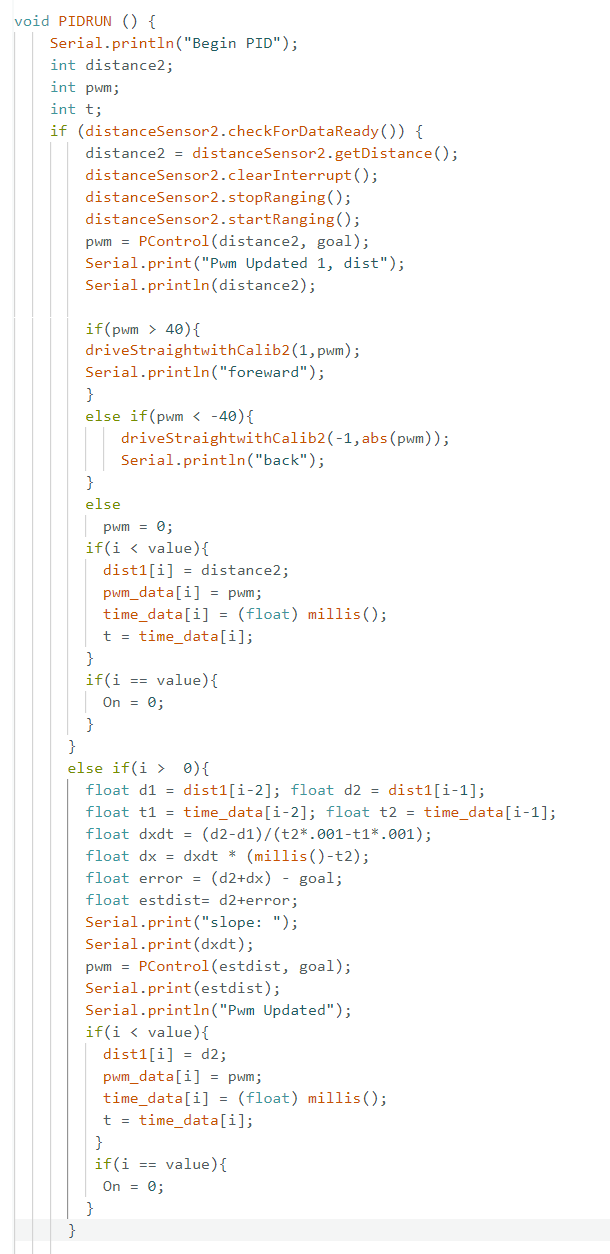 void PIDRUN () {
    Serial.println("Begin PID");
    int distance2;
    int pwm;
    int t;
    if (distanceSensor2.checkForDataReady()) {
        distance2 = distanceSensor2.getDistance();
        distanceSensor2.clearInterrupt();
        distanceSensor2.stopRanging();
        distanceSensor2.startRanging();
        pwm = PControl(distance2, goal);
        Serial.print("Pwm Updated 1, dist");
        Serial.println(distance2);

        if(pwm > 40){
        driveStraightwithCalib2(1,pwm);
        Serial.println("foreward");
        }
        else if(pwm < -40){
            driveStraightwithCalib2(-1,abs(pwm));
            Serial.println("back");
        }
        else
          pwm = 0;
        if(i < value){
          dist1[i] = distance2;
          pwm_data[i] = pwm;
          time_data[i] = (float) millis();
          t = time_data[i];
        }
        if(i == value){
          On = 0;
        }
      }
      else if(i >  0){
        float d1 = dist1[i-2]; float d2 = dist1[i-1];
        float t1 = time_data[i-2]; float t2 = time_data[i-1];
        float dxdt = (d2-d1)/(t2*.001-t1*.001);
        float dx = dxdt * (millis()-t2);
        float error = (d2+dx) - goal;
        float estdist= d2+error;
        Serial.print("slope: ");
        Serial.print(dxdt);
        pwm = PControl(estdist, goal);
        Serial.print(estdist);
        Serial.println("Pwm Updated");
        if(i < value){
          dist1[i] = d2;
          pwm_data[i] = pwm;
          time_data[i] = (float) millis();
          t = time_data[i];
         }
         if(i == value){
          On = 0;
        }
      }